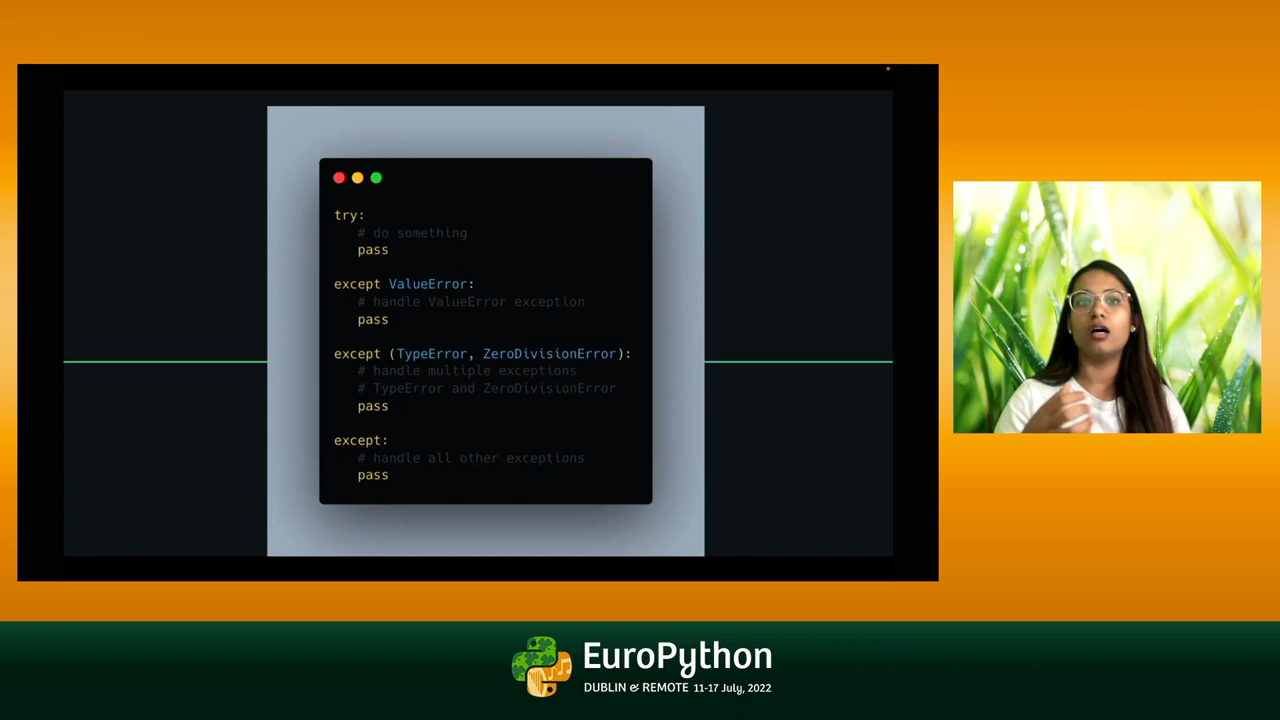 try:
# do something
pass
except ValueError:
# handle ValueError exception
pass
except (TypeError, ZeroDivisionError):
# handle multiple exceptions
# TypeError and ZeroDivisionError
pass
except:
# handle all other exceptions
pass
EuroPython
DUBLIN & REMOTE 11-17 July, 2022